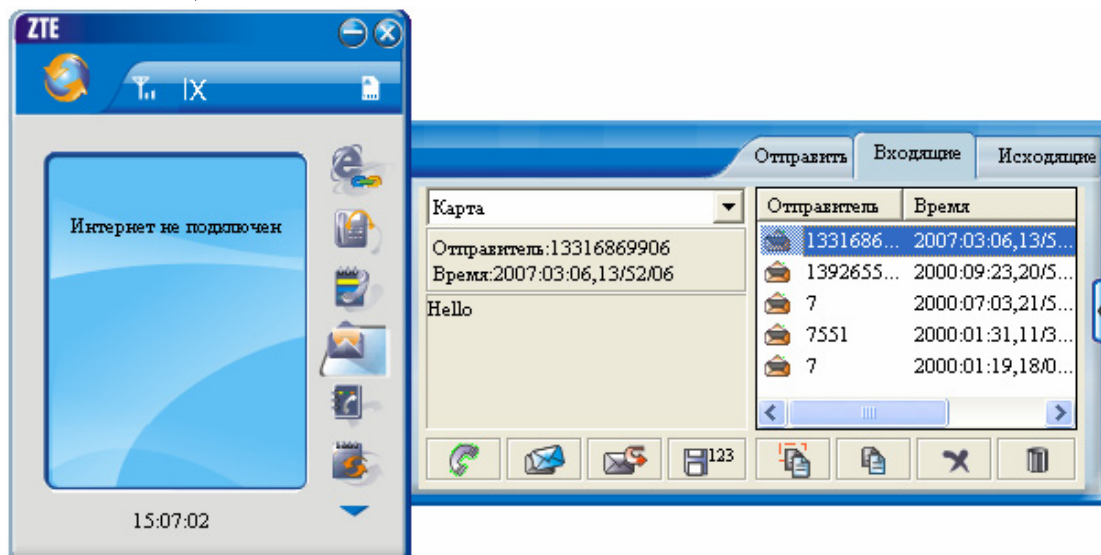 ZTE
1X
Интернет не подключен
15:07:02
Отправить Входящие Исходящие
Карта
Отправитель:13316869906
Время:2007:03:06,13/52/06
Hello
Отправитель Время
1331686... 2007:03:06,13/5...
1392655... 2000:09:23,20/5...
7 2000:07:03,21/5...
7551 2000:01:31,11/3...
7 2000:01:19,18/0...
123